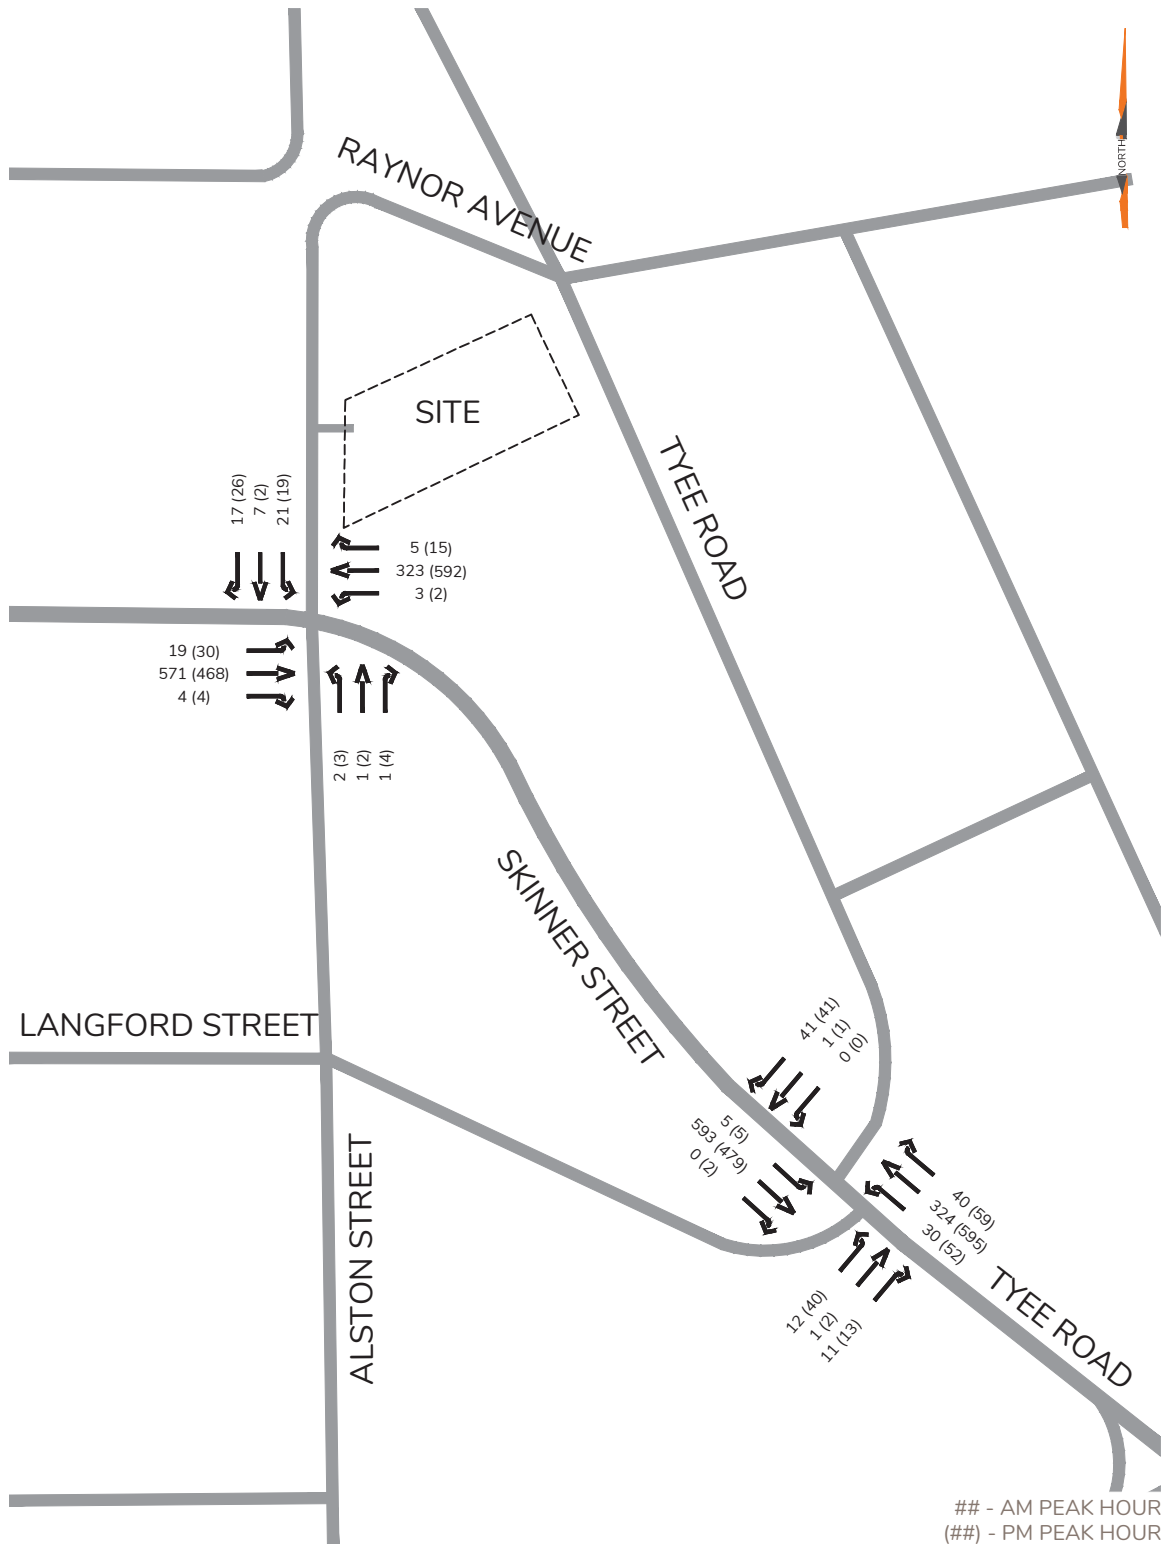 NORTH
RAYNOR AVENUE
SITE
TYEE ROAD
17 (26)
7 (2)
21 (19)
5 (15)
323 (592)
3 (2)
19 (30)
571 (468)
4 (4)
2 (3)
1 (2)
1 (4)
SKINNER STREET
LANGFORD STREET
41 (41)
1 (1)
0 (0)
5 (5)
593 (479)
0 (2)
40 (59)
324 (595)
30 (52)
12 (40)
1 (2)
11 (13)
TYEE ROAD
ALSTON STREET
## - AM PEAK HOUR
(##) - PM PEAK HOUR